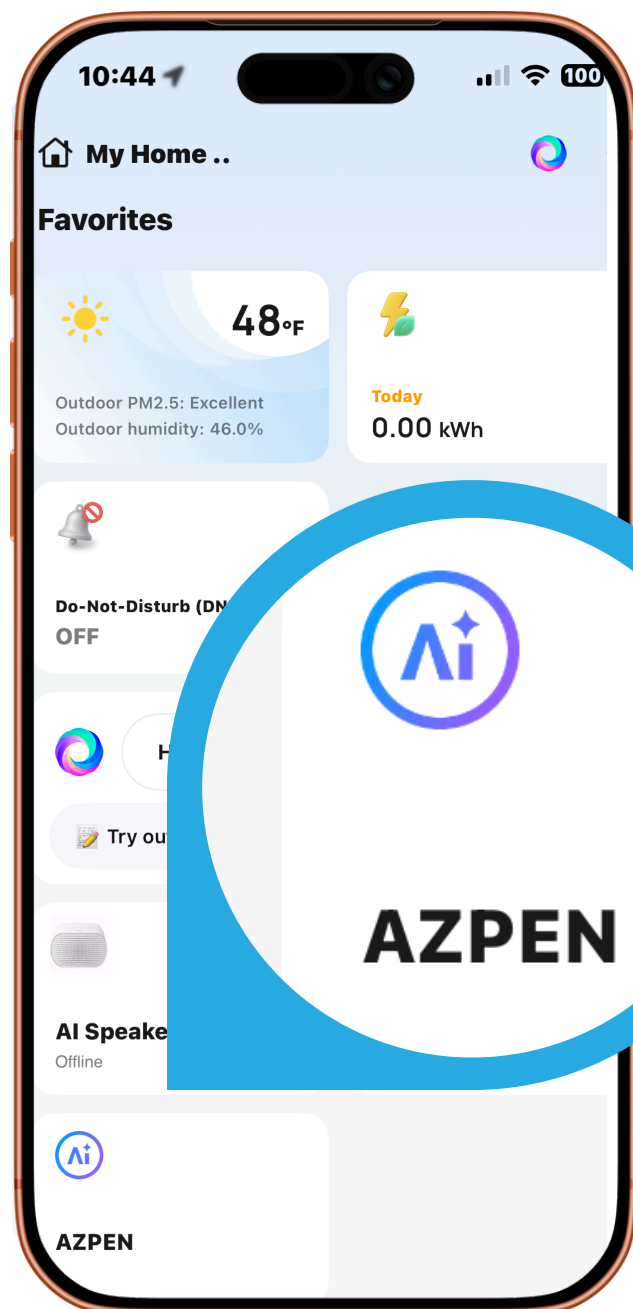 10:44
100
My Home ..
Favorites
48°F
Outdoor PM2.5: Excellent
Outdoor humidity: 46.0%
Today
0.00 kWh
Do-Not-Disturb (DN
OFF
Ai
H
Try ou
AZPEN
AI Speake
Offline
Ai
AZPEN